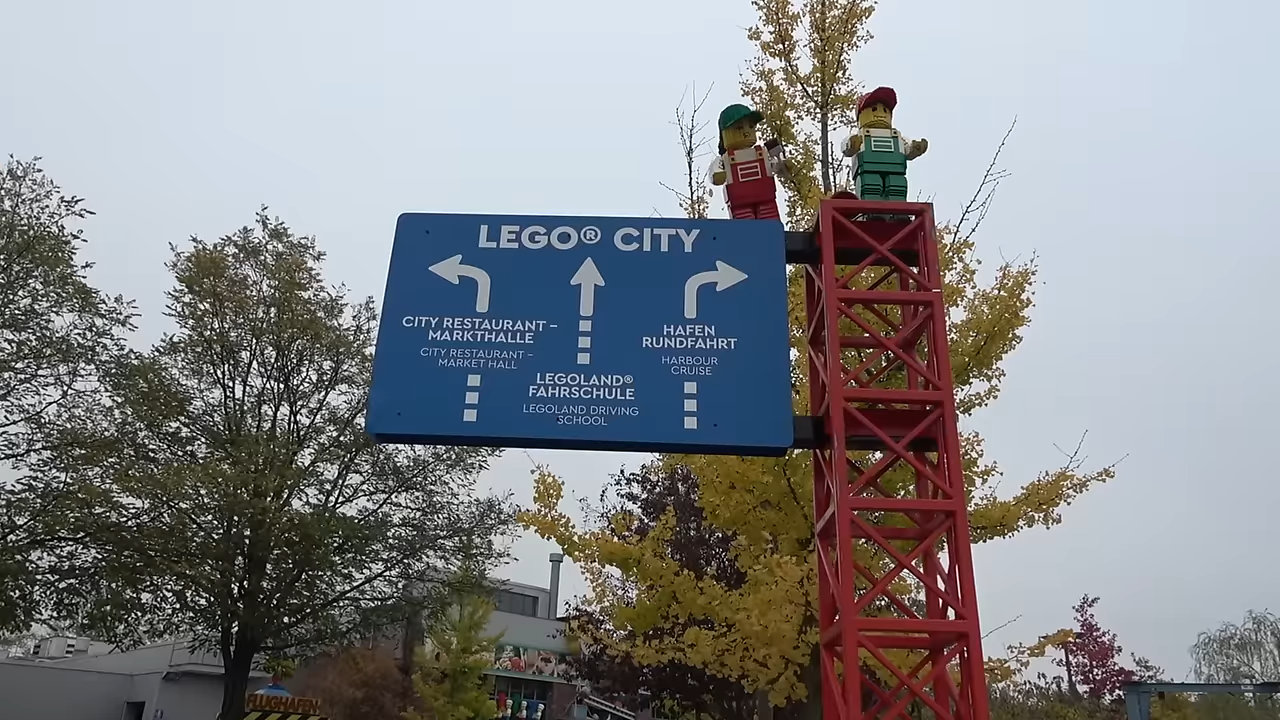 LEGO® CITY
CITY RESTAURANT –
MARKTHALLE
CITY RESTAURANT –
MARKET HALL
LEGOLAND®
FAHRSCHULE
LEGOLAND DRIVING
SCHOOL
HAFEN
RUNDFAHRT
HARBOUR
CRUISE
FLUGHAFEN